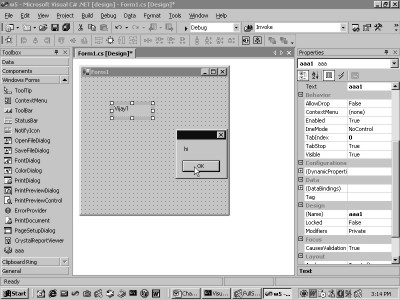 w5 - Microsoft Visual C# .NET [design] - Form1.cs [Design]*
File Edit View Project Build Debug Data Format Tools Window Help
Debug
Invoke
Toolbox
Data
Components
Windows Forms
ToolTip
ContextMenu
ToolBar
StatusBar
NotifyIcon
OpenFileDialog
SaveFileDialog
FontDialog
ColorDialog
PrintDialog
PrintPreviewDialog
PrintPreviewControl
ErrorProvider
PrintDocument
PageSetupDialog
CrystalReportViewer
aaa
Clipboard Ring
General
Form1.cs [Design]*
Form1
Vijay1
hi
OK
Properties
aaa1 aaa
Text aaa1
Behavior
AllowDrop False
ContextMenu (none)
Enabled True
ImeMode NoControl
TabIndex 0
TabStop True
Visible True
Configurations
(DynamicPropert
Data
(DataBindings)
Tag
Design
(Name) aaa1
Locked False
Modifiers Private
Focus
CausesValidation True
Layout
Text
Ready
Start
Cha
Visu
FullS
w5 -
3:14 PM